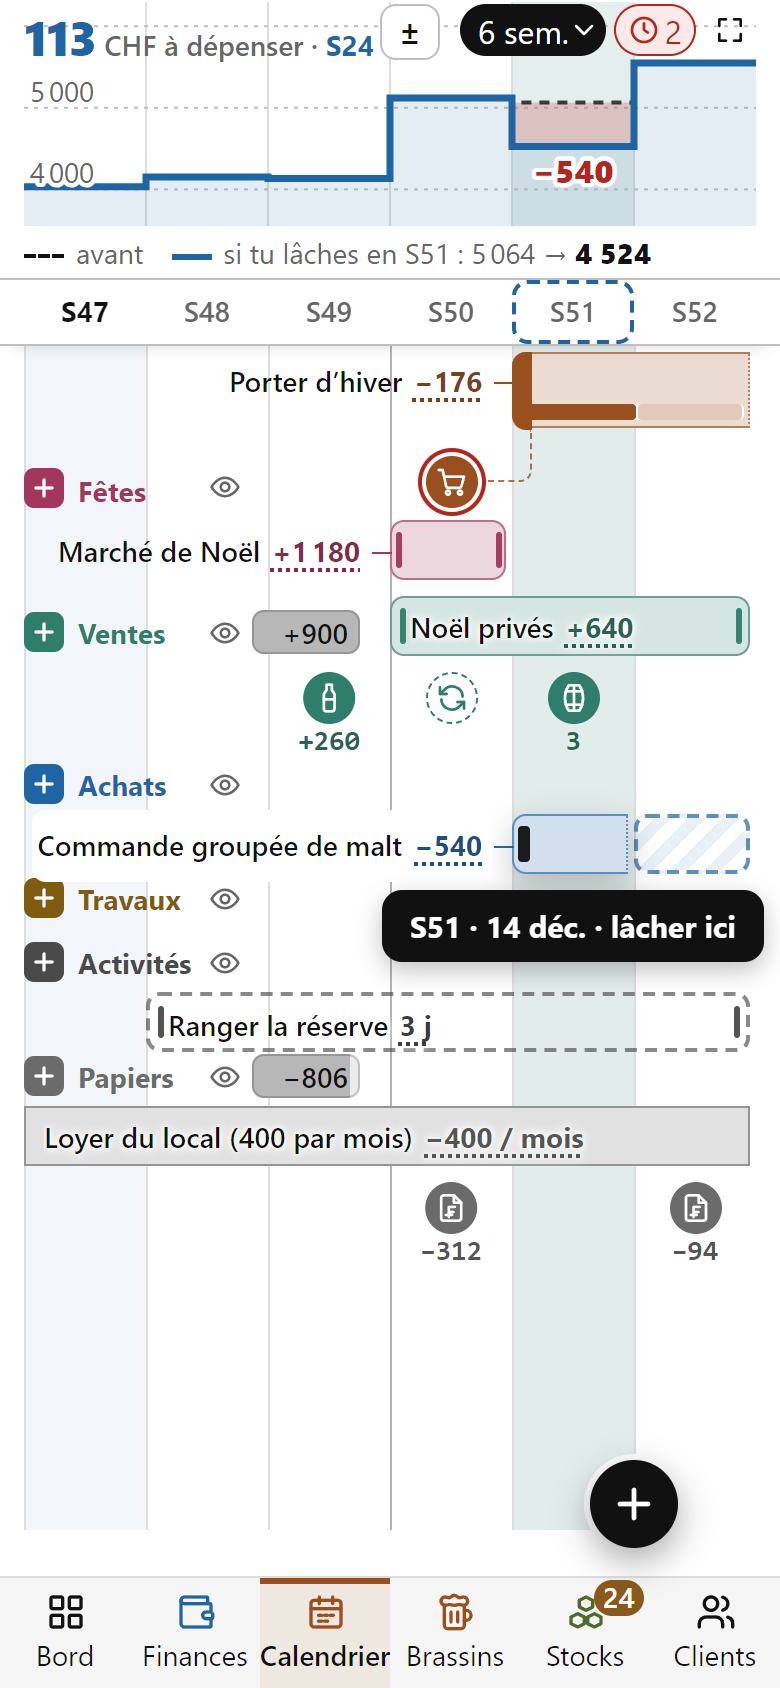 113 CHF à dépenser · S24 ± 6 sem. 2
5 000
4 000
−540
avant si tu lâches en S51 : 5 064 → 4 524
S47 S48 S49 S50 S51 S52
Porter d’hiver −176
Fêtes
Marché de Noël +1 180
Ventes +900 Noël privés +640
+260 3
Achats
Commande groupée de malt −540
Travaux
S51 · 14 déc. · lâcher ici
Activités
Ranger la réserve 3 j
Papiers −806
Loyer du local (400 par mois) −400 / mois
−312 −94
24
Bord Finances Calendrier Brassins Stocks Clients